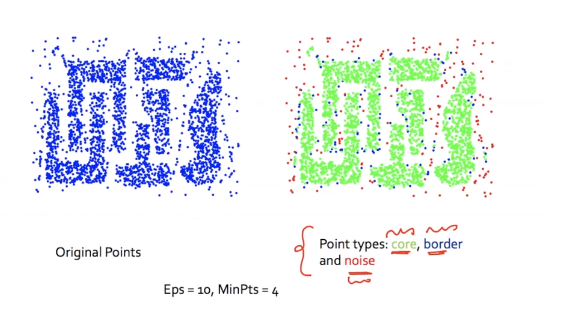 Original Points
Point types: core, border
and noise
Eps = 10, MinPts = 4